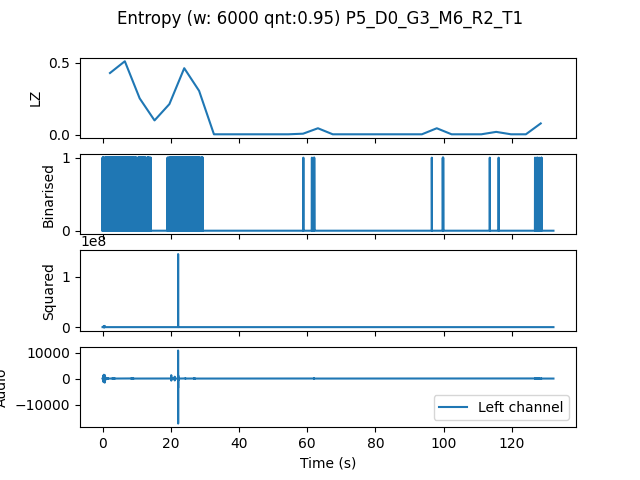 Entropy (w: 6000 qnt:0.95) P5_D0_G3_M6_R2_T1
0.5
0.0
LZ
1
0
Binarised
1e8
1
0
Squared
10000
0
−10000
Audio
Left channel
0 20 40 60 80 100 120
Time (s)